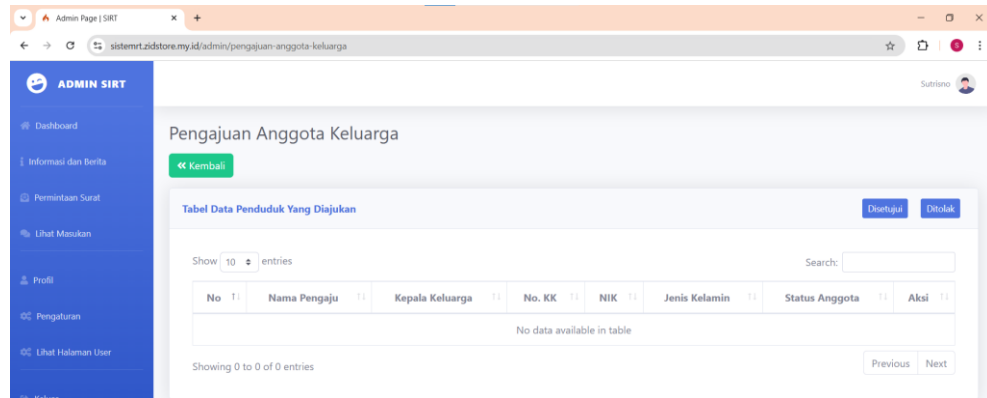 Admin Page | SIRT
sistemrt.zidstore.my.id/admin/pengajuan-anggota-keluarga
S
ADMIN SIRT
Sutrisno
Dashboard
Informasi dan Berita
Permintaan Surat
Lihat Masukan
Profil
Pengaturan
Lihat Halaman User
Pengajuan Anggota Keluarga
Kembali
Tabel Data Penduduk Yang Diajukan
Disetujui Ditolak
Show 10 entries Search:
No Nama Pengaju Kepala Keluarga No. KK NIK Jenis Kelamin Status Anggota Aksi
No data available in table
Showing 0 to 0 of 0 entries
Previous Next